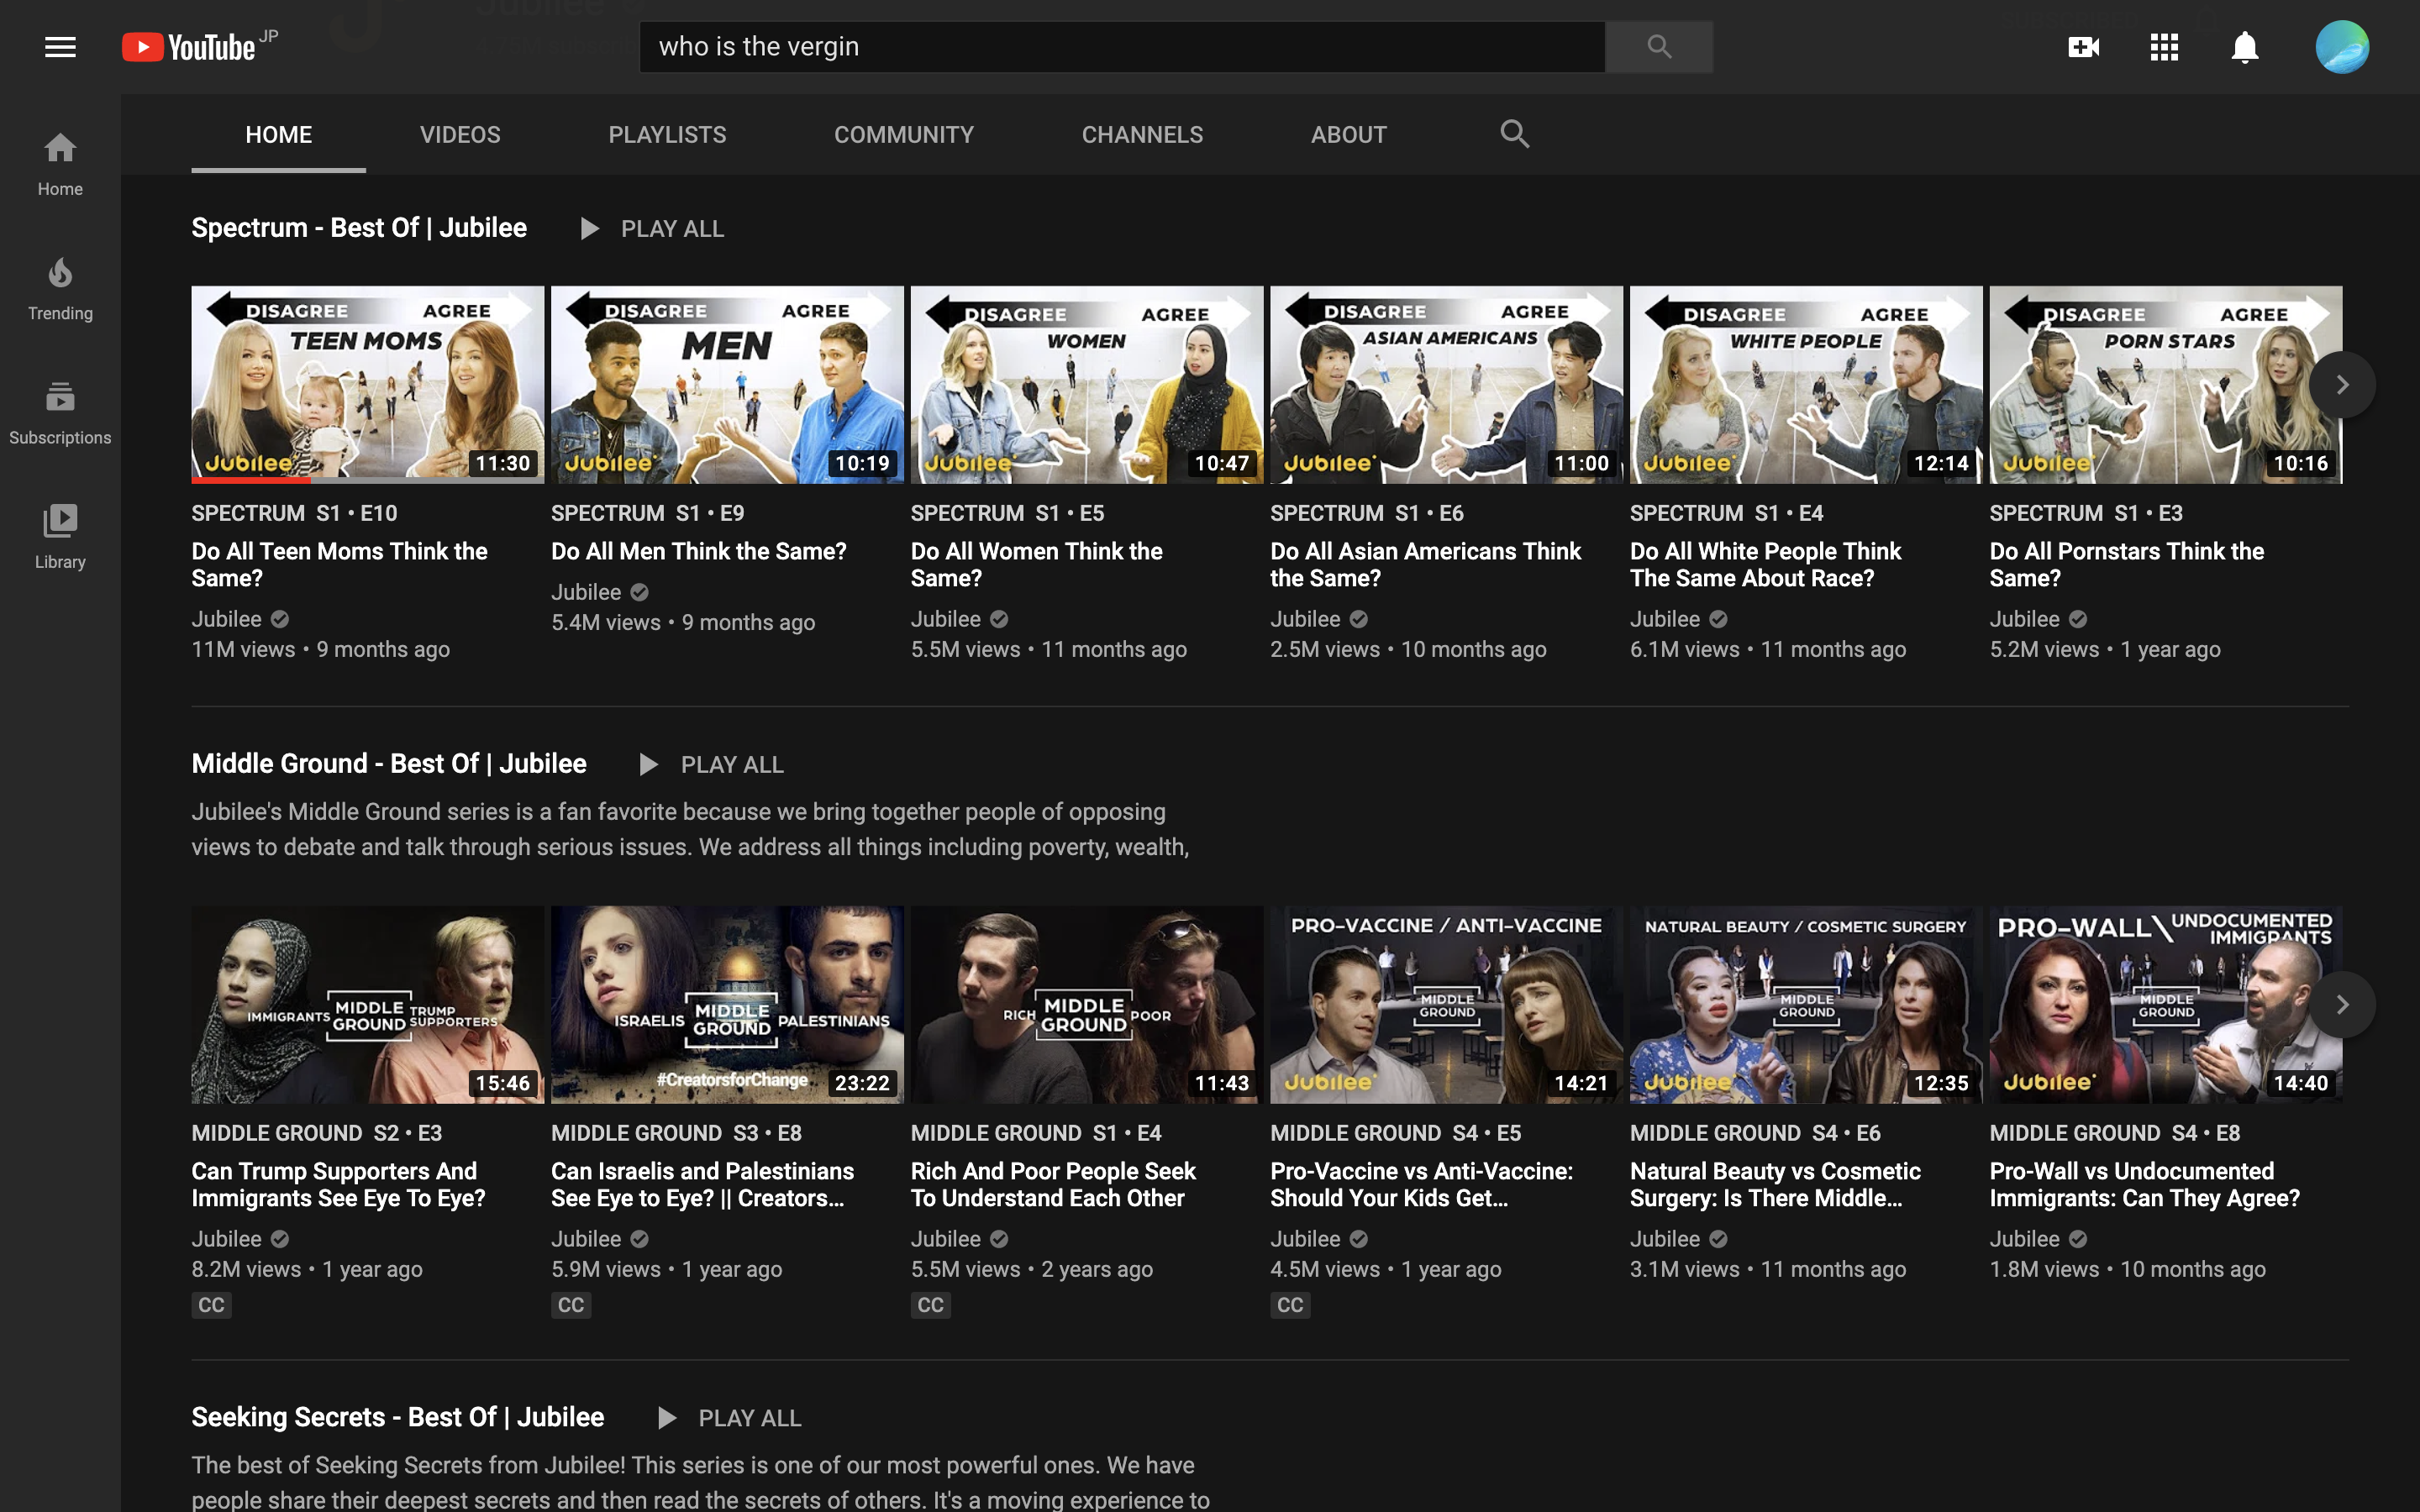 YouTube JP
who is the vergin
HOME VIDEOS PLAYLISTS COMMUNITY CHANNELS ABOUT
Home
Trending
Subscriptions
Library
Spectrum - Best Of | Jubilee PLAY ALL
DISAGREE AGREE
TEEN MOMS
Jubilee
11:30
SPECTRUM S1 • E10
Do All Teen Moms Think the
Same?
Jubilee
11M views • 9 months ago
DISAGREE AGREE
MEN
Jubilee
10:19
SPECTRUM S1 • E9
Do All Men Think the Same?
Jubilee
5.4M views • 9 months ago
DISAGREE AGREE
WOMEN
Jubilee
10:47
SPECTRUM S1 • E5
Do All Women Think the
Same?
Jubilee
5.5M views • 11 months ago
DISAGREE AGREE
ASIAN AMERICANS
Jubilee
11:00
SPECTRUM S1 • E6
Do All Asian Americans Think
the Same?
Jubilee
2.5M views • 10 months ago
DISAGREE AGREE
WHITE PEOPLE
Jubilee
12:14
SPECTRUM S1 • E4
Do All White People Think
The Same About Race?
Jubilee
6.1M views • 11 months ago
DISAGREE AGREE
PORN STARS
Jubilee
10:16
SPECTRUM S1 • E3
Do All Pornstars Think the
Same?
Jubilee
5.2M views • 1 year ago
Middle Ground - Best Of | Jubilee PLAY ALL
Jubilee's Middle Ground series is a fan favorite because we bring together people of opposing
views to debate and talk through serious issues. We address all things including poverty, wealth,
IMMIGRANTS MIDDLE GROUND TRUMP SUPPORTERS
15:46
MIDDLE GROUND S2 • E3
Can Trump Supporters And
Immigrants See Eye To Eye?
Jubilee
8.2M views • 1 year ago
CC
ISRAELIS MIDDLE GROUND PALESTINIANS
#CreatorsforChange
23:22
MIDDLE GROUND S3 • E8
Can Israelis and Palestinians
See Eye to Eye? || Creators...
Jubilee
5.9M views • 1 year ago
CC
RICH MIDDLE GROUND POOR
11:43
MIDDLE GROUND S1 • E4
Rich And Poor People Seek
To Understand Each Other
Jubilee
5.5M views • 2 years ago
CC
PRO-VACCINE / ANTI-VACCINE
MIDDLE
GROUND
Jubilee
14:21
MIDDLE GROUND S4 • E5
Pro-Vaccine vs Anti-Vaccine:
Should Your Kids Get...
Jubilee
4.5M views • 1 year ago
CC
NATURAL BEAUTY / COSMETIC SURGERY
MIDDLE
GROUND
Jubilee
12:35
MIDDLE GROUND S4 • E6
Natural Beauty vs Cosmetic
Surgery: Is There Middle...
Jubilee
3.1M views • 11 months ago
PRO-WALL \ UNDOCUMENTED
IMMIGRANTS
MIDDLE
GROUND
Jubilee
14:40
MIDDLE GROUND S4 • E8
Pro-Wall vs Undocumented
Immigrants: Can They Agree?
Jubilee
1.8M views • 10 months ago
Seeking Secrets - Best Of | Jubilee PLAY ALL
The best of Seeking Secrets from Jubilee! This series is one of our most powerful ones. We have
people share their deepest secrets and then read the secrets of others. It's a moving experience to